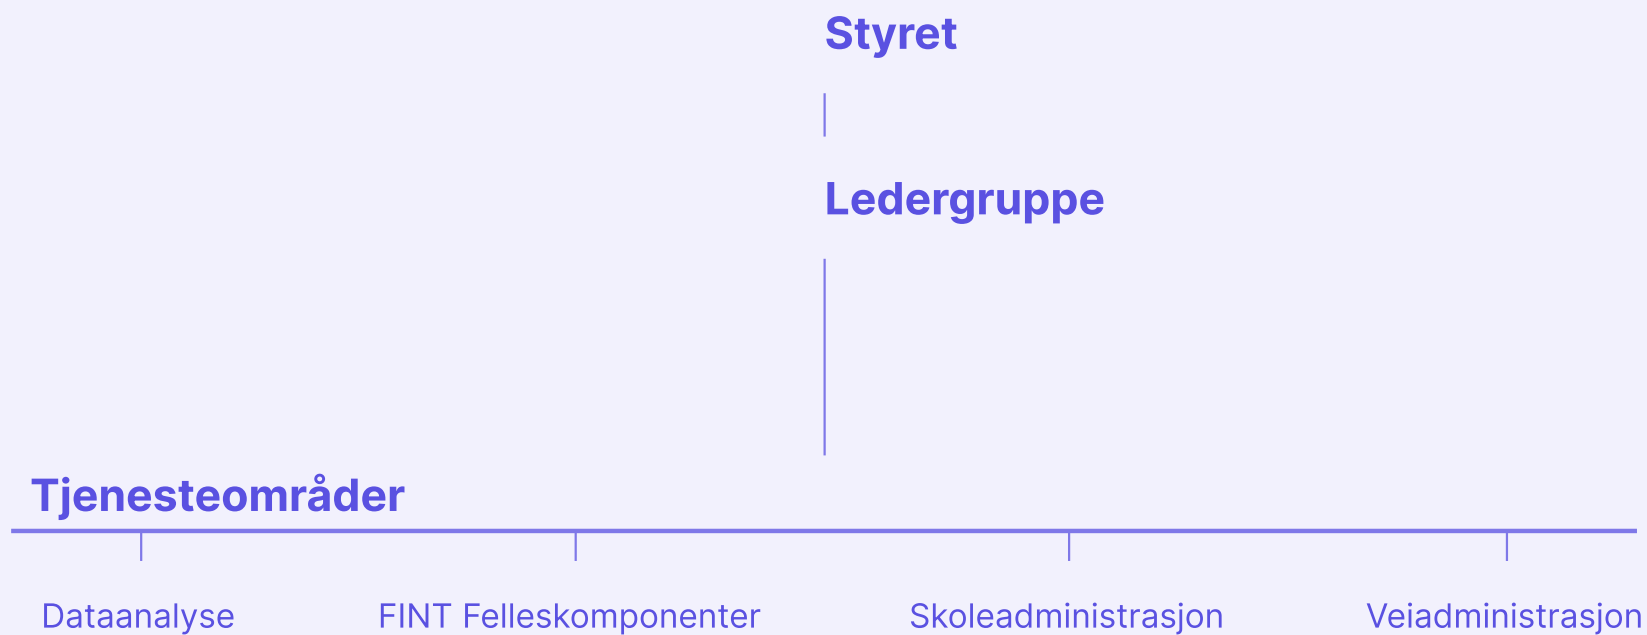 Styret
Ledergruppe
Tjenesteområder
Dataanalyse
FINT Felleskomponenter
Skoleadministrasjon
Veiadministrasjon